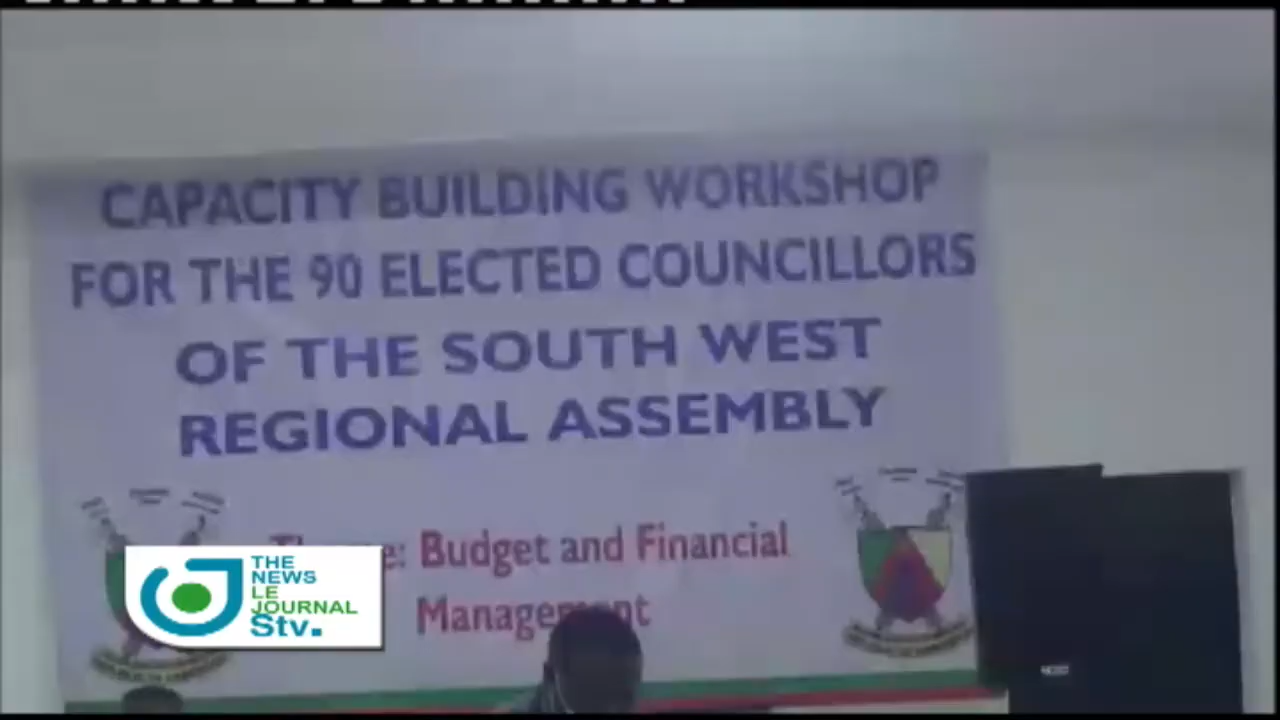 CAPACITY BUILDING WORKSHOP
FOR THE 90 ELECTED COUNCILLORS
OF THE SOUTH WEST
REGIONAL ASSEMBLY
Budget and Financial
Management
THE
NEWS
LE
JOURNAL
Stv.